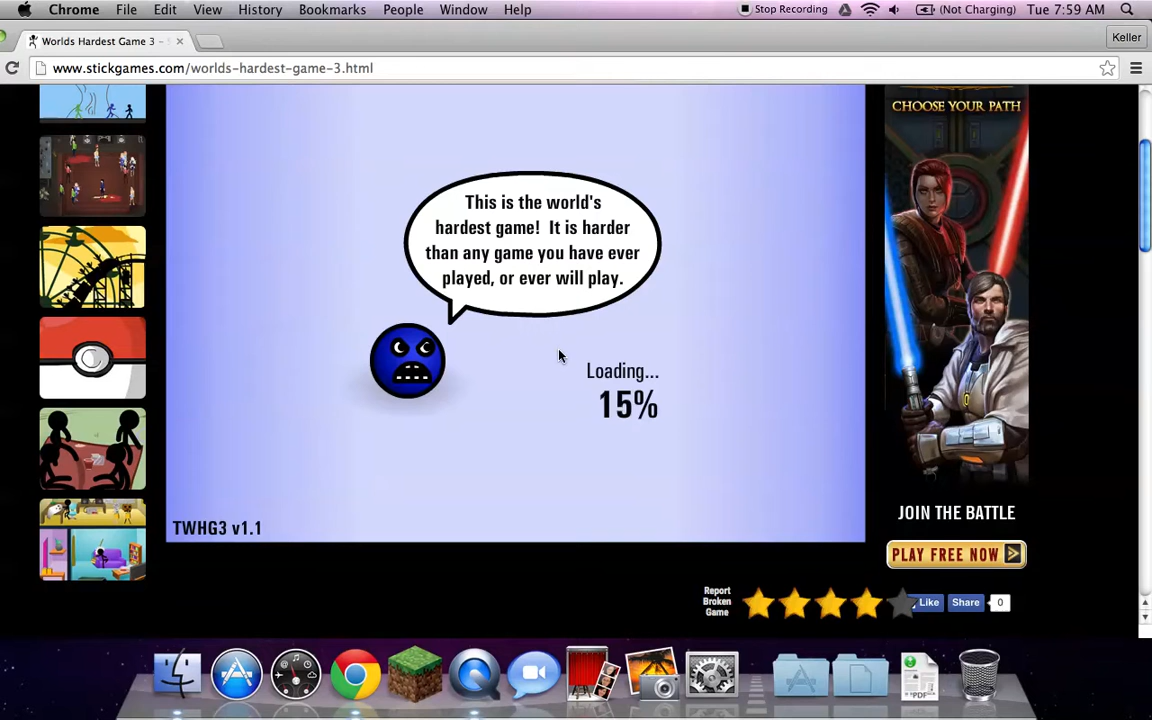 Chrome File Edit View History Bookmarks People Window Help Stop Recording (Not Charging) Tue 7:59 AM
Worlds Hardest Game 3 - Keller
www.stickgames.com/worlds-hardest-game-3.html
CHOOSE YOUR PATH
This is the world's
hardest game! It is harder
than any game you have ever
played, or ever will play.
Loading...
15%
JOIN THE BATTLE
TWHG3 v1.1
PLAY FREE NOW
Report
Broken
Game
Like Share 0
PDF